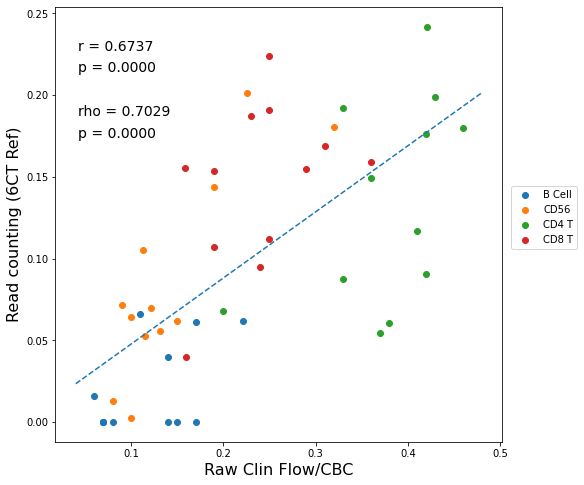 0.25
0.20
0.15
0.10
0.05
0.00
Read counting (6CT Ref)
r = 0.6737
p = 0.0000
rho = 0.7029
p = 0.0000
B Cell
CD56
CD4 T
CD8 T
0.1 0.2 0.3 0.4 0.5
Raw Clin Flow/CBC